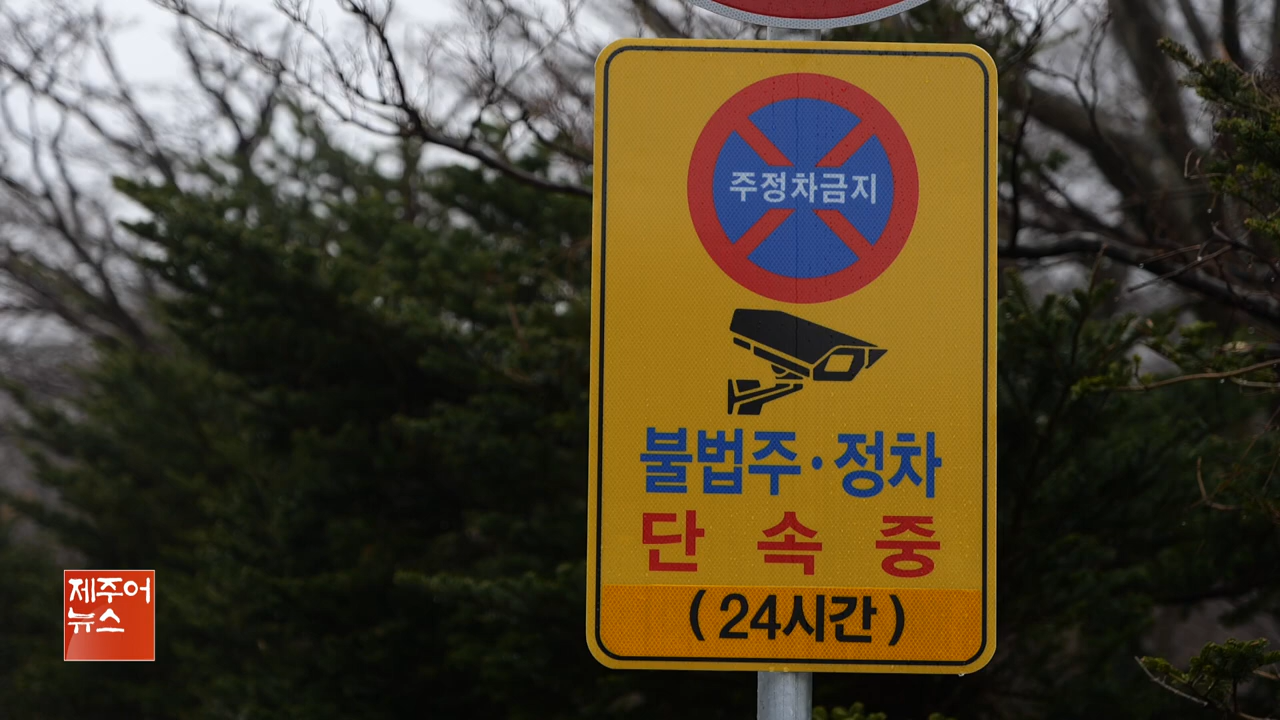 주정차금지
불법주·정차
단 속 중
(24시간)
제주어
뉴스